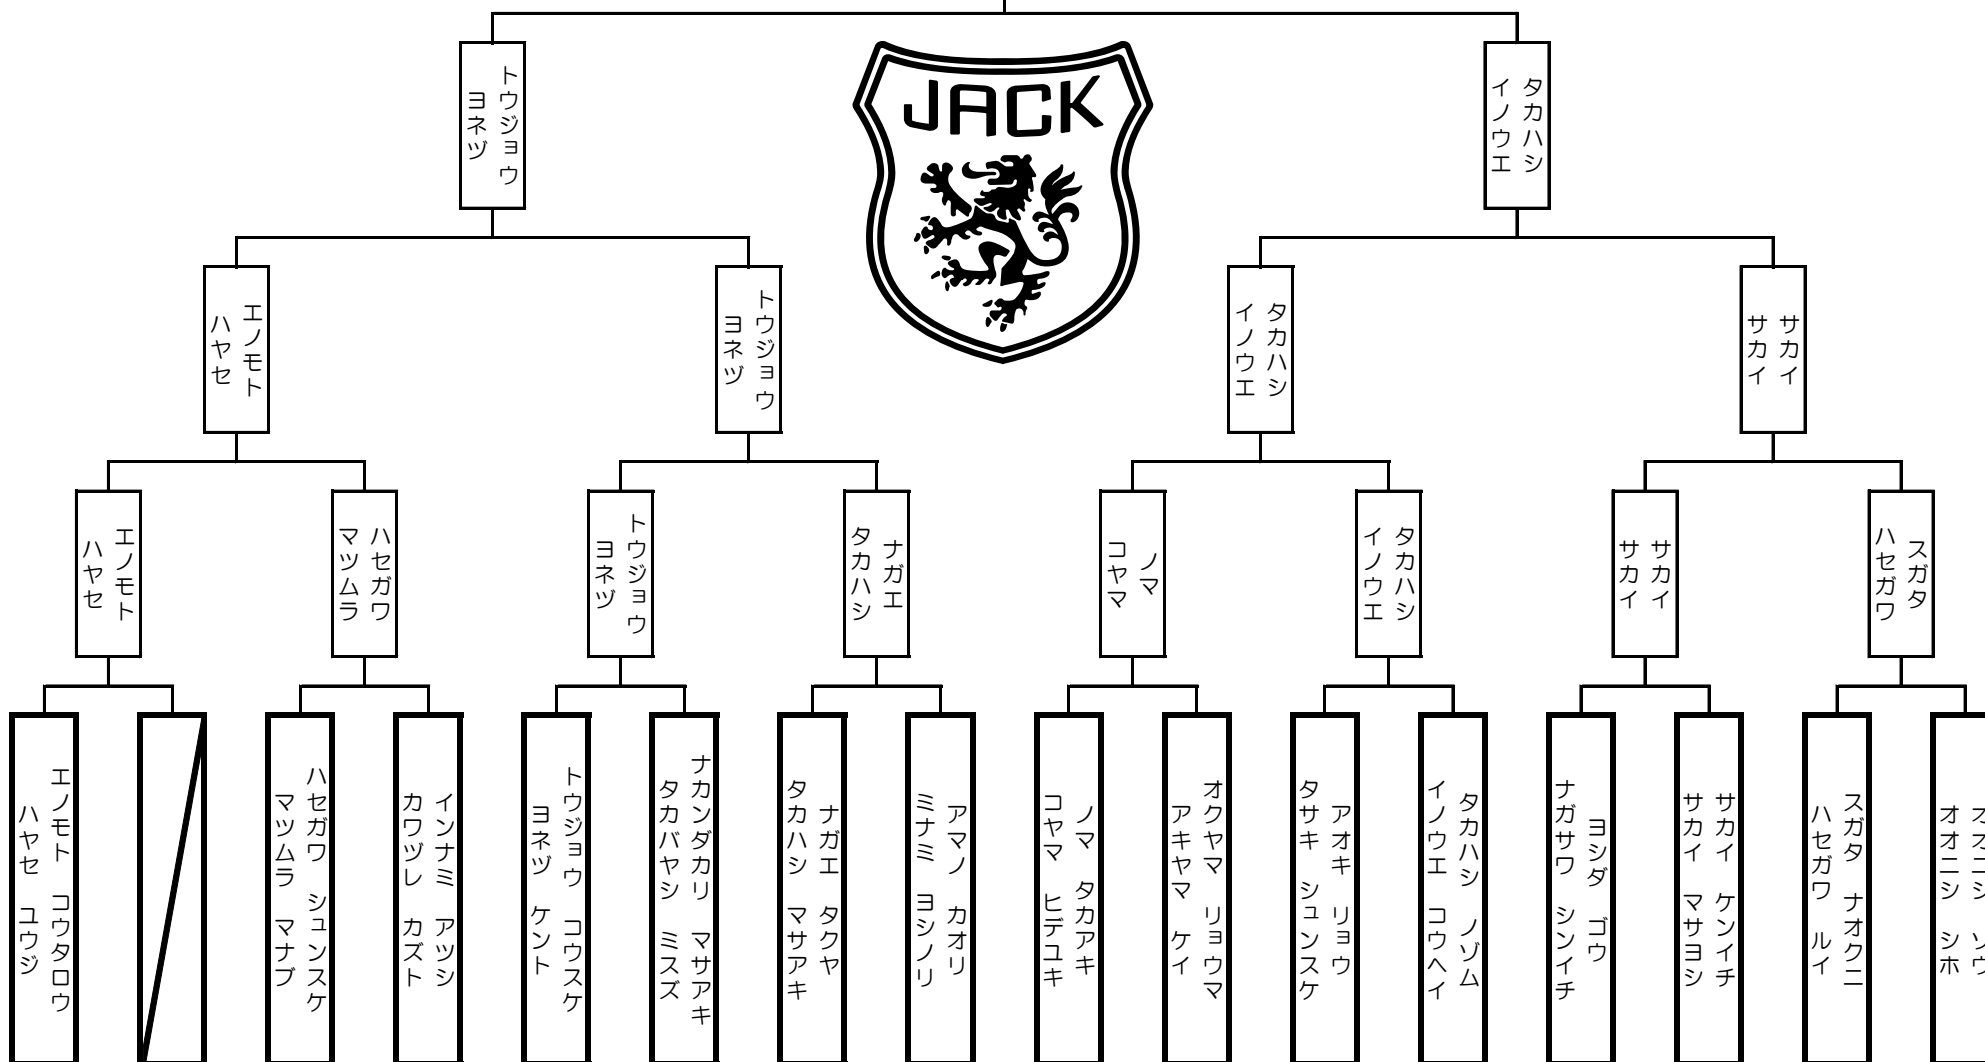 JACK
トウジョウ
ヨネヅ
タカハシ
イノウエ
エノモト
ハヤセ
トウジョウ
ヨネヅ
タカハシ
イノウエ
サカイ
サカイ
エノモト
ハヤセ
ハセガワ
マツムラ
トウジョウ
ヨネヅ
ナガエ
タカハシ
ノマ
コヤマ
タカハシ
イノウエ
サカイ
サカイ
スガタ
ハセガワ
エノモト コウタロウ
ハヤセ ユウジ
ハセガワ シュンスケ
マツムラ マナブ
インナミ アツシ
カワヅレ カズト
トウジョウ コウスケ
ヨネヅ ケント
ナカンダカリ マサアキ
タカバヤシ ミスズ
ナガエ タクヤ
タカハシ マサアキ
アマノ カオリ
ミナミ ヨシノリ
ノマ タカアキ
コヤマ ヒデユキ
オクヤマ リョウマ
アキヤマ ケイ
アオキ リョウ
タサキ シュンスケ
タカハシ ノゾム
イノウエ コウヘイ
ヨシダ ゴウ
ナガサワ シンイチ
サカイ ケンイチ
サカイ マサヨシ
スガタ ナオクニ
ハセガワ ルイ
オオニシ シホ